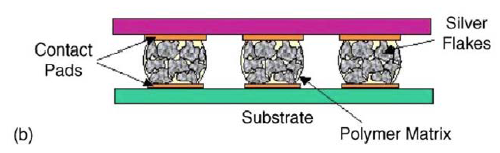 Contact
Pads
Silver
Flakes
Substrate
Polymer Matrix
(b)